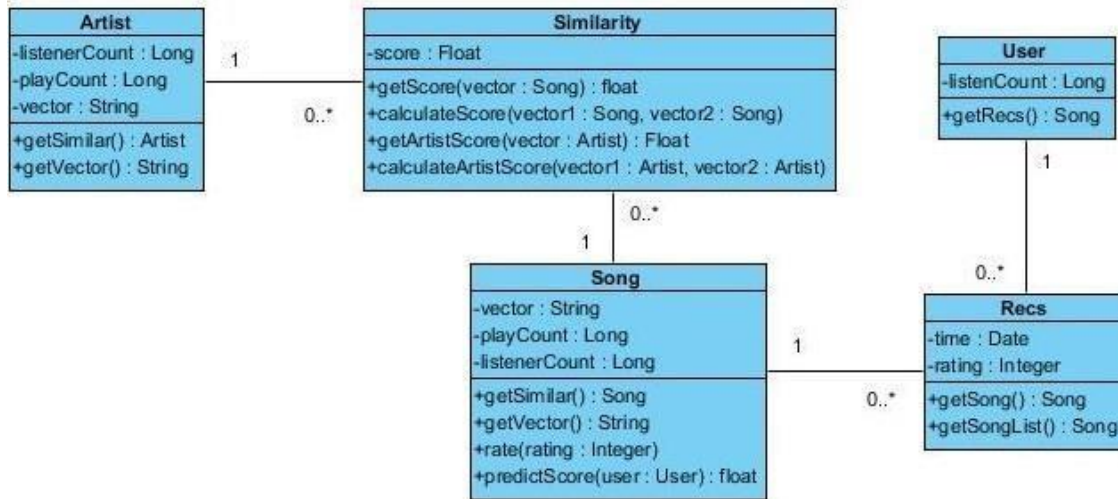 Artist
-listenerCount : Long
-playCount : Long
-vector : String
+getSimilar() : Artist
+getVector() : String
1
0..*
Similarity
-score : Float
+getScore(vector : Song) : float
+calculateScore(vector1 : Song, vector2 : Song)
+getArtistScore(vector : Artist) : Float
+calculateArtistScore(vector1 : Artist, vector2 : Artist)
User
-listenCount : Long
+getRecs() : Song
1
0..*
0..*
1
Song
-vector : String
-playCount : Long
-listenerCount : Long
+getSimilar() : Song
+getVector() : String
+rate(rating : Integer)
+predictScore(user : User) : float
1
0..*
Recs
-time : Date
-rating : Integer
+getSong() : Song
+getSongList() : Song